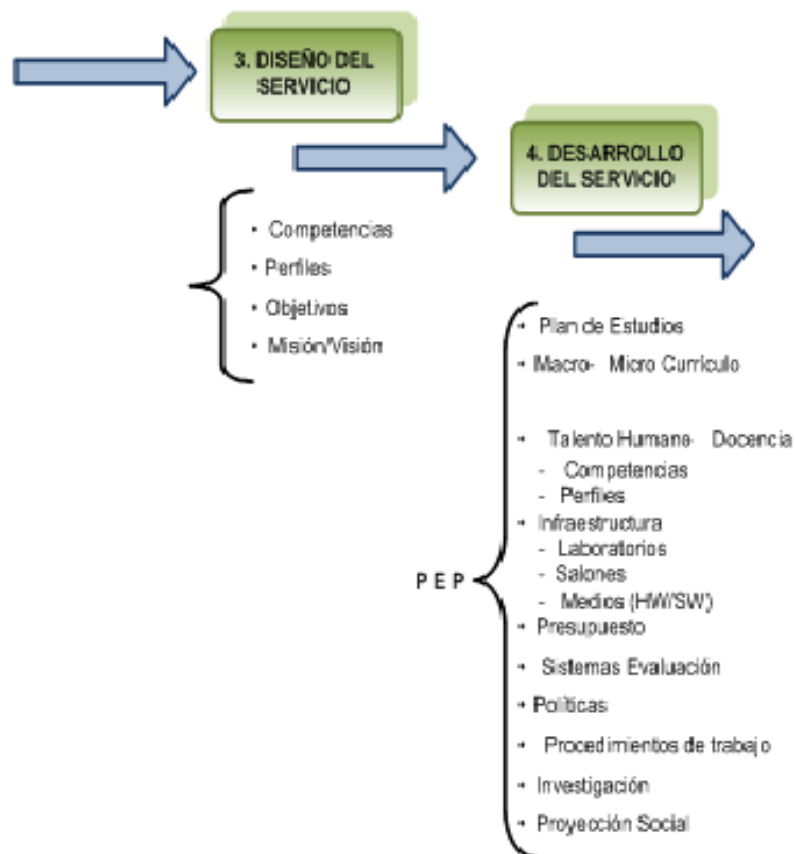 3. DISEÑO DEL
SERVICIO
4. DESARROLLO
DEL SERVICIO
• Competencias
• Perfiles
• Objetivos
• Misión/Visión
P E P
• Plan de Estudios
• Macro- Micro Currículo
• Talento Humano- Docencia
- Competencias
- Perfiles
• Infraestructura
- Laboratorios
- Salones
- Medios (HW/SW)
• Presupuesto
• Sistemas Evaluación
• Políticas
• Procedimientos de trabajo
• Investigación
• Proyección Social